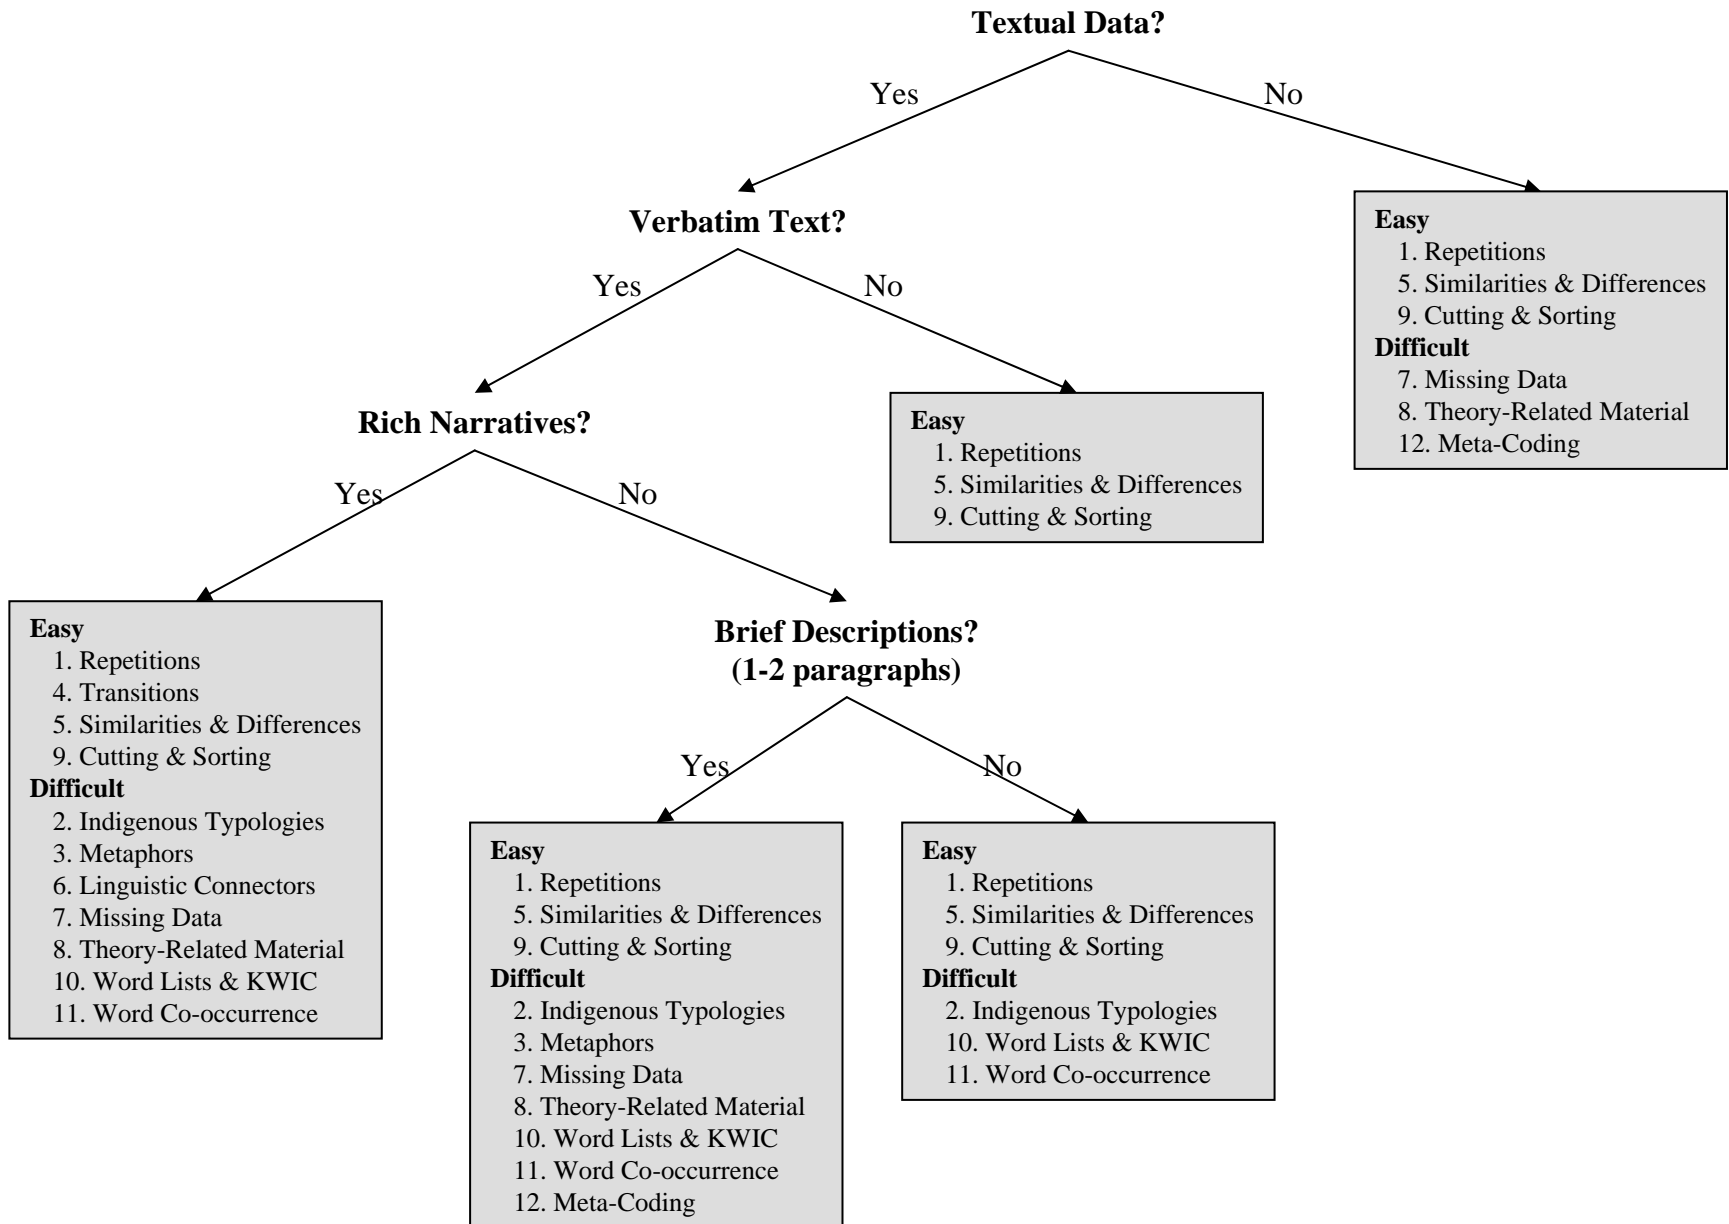 Textual Data?
Yes
No
Verbatim Text?
Yes
No
Easy
1. Repetitions
5. Similarities & Differences
9. Cutting & Sorting
Difficult
7. Missing Data
8. Theory-Related Material
12. Meta-Coding
Rich Narratives?
Yes
No
Easy
1. Repetitions
5. Similarities & Differences
9. Cutting & Sorting
Easy
1. Repetitions
4. Transitions
5. Similarities & Differences
9. Cutting & Sorting
Difficult
2. Indigenous Typologies
3. Metaphors
6. Linguistic Connectors
7. Missing Data
8. Theory-Related Material
10. Word Lists & KWIC
11. Word Co-occurrence
Brief Descriptions?
(1-2 paragraphs)
Yes
No
Easy
1. Repetitions
5. Similarities & Differences
9. Cutting & Sorting
Difficult
2. Indigenous Typologies
3. Metaphors
7. Missing Data
8. Theory-Related Material
10. Word Lists & KWIC
11. Word Co-occurrence
12. Meta-Coding
Easy
1. Repetitions
5. Similarities & Differences
9. Cutting & Sorting
Difficult
2. Indigenous Typologies
10. Word Lists & KWIC
11. Word Co-occurrence